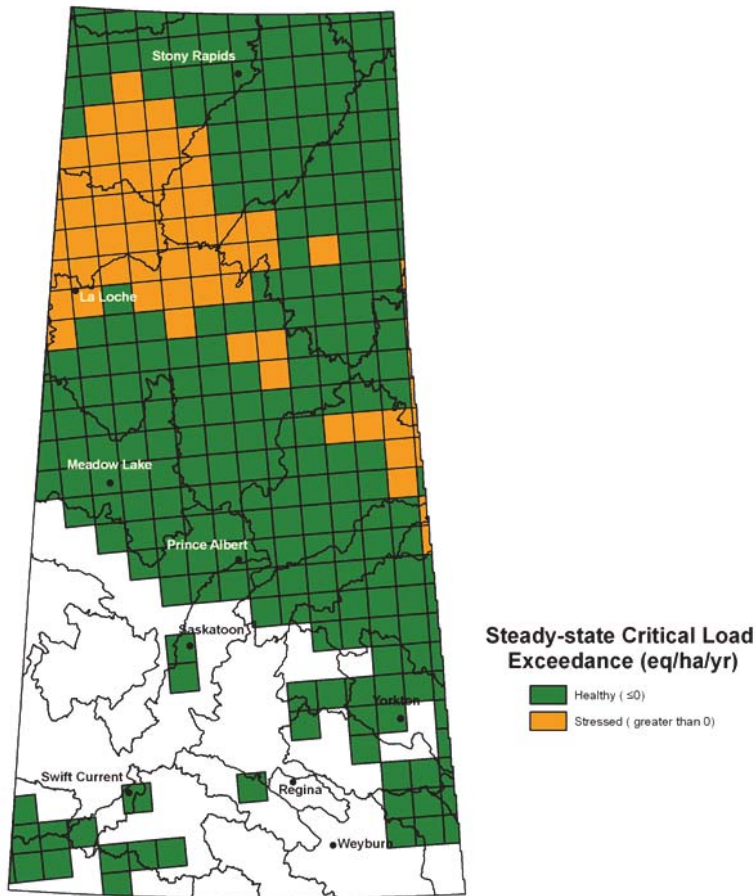 Stony Rapids
La Loche
Meadow Lake
Prince Albert
Saskatoon
Steady-state Critical Load
Exceedance (eq/ha/yr)
Healthy ( ≤0)
Stressed ( greater than 0)
Yorkton
Swift Current
Regina
Weyburn